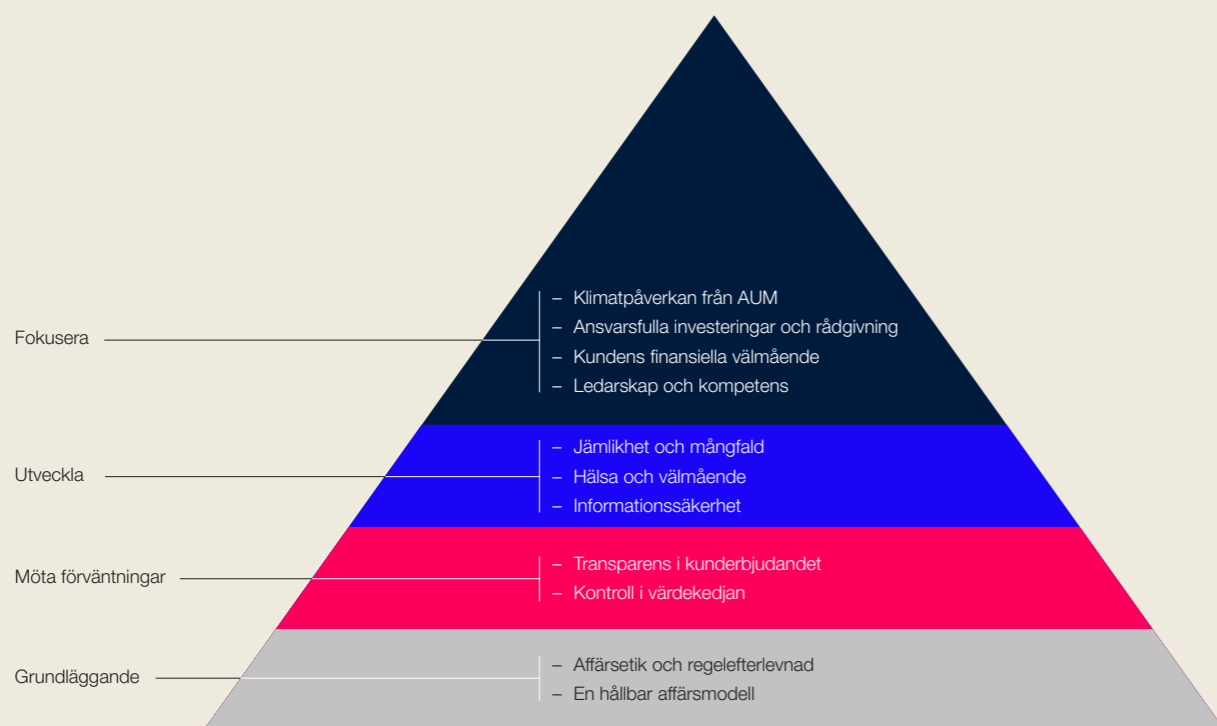 Fokusera
– Klimatpåverkan från AUM
– Ansvarsfulla investeringar och rådgivning
– Kundens finansiella välmående
– Ledarskap och kompetens
Utveckla
– Jämlikhet och mångfald
– Hälsa och välmående
– Informationssäkerhet
Möta förväntningar
– Transparens i kunderbjudandet
– Kontroll i värdekedjan
Grundläggande
– Affärsetik och regelefterlevnad
– En hållbar affärsmodell